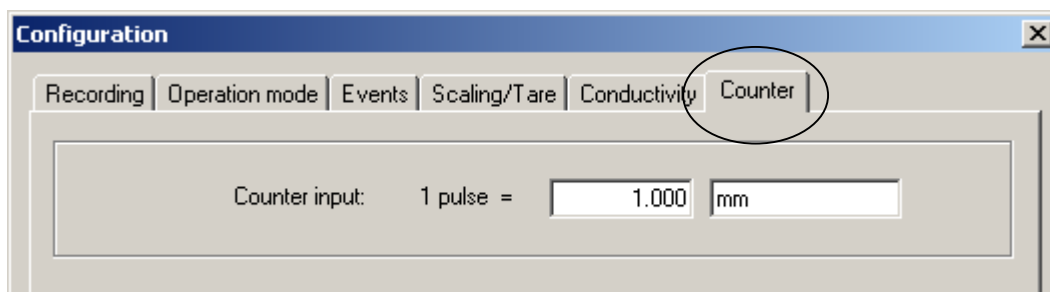 Configuration
Recording Operation mode Events Scaling/Tare Conductivity Counter
Counter input: 1 pulse = 1.000 mm